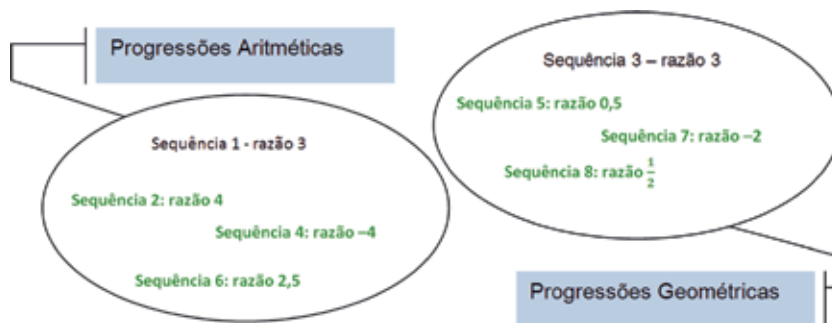 Progressões Aritméticas
Sequência 1 - razão 3
Sequência 2: razão 4
Sequência 4: razão –4
Sequência 6: razão 2,5
Sequência 3 – razão 3
Sequência 5: razão 0,5
Sequência 7: razão –2
Sequência 8: razão 1/2
Progressões Geométricas